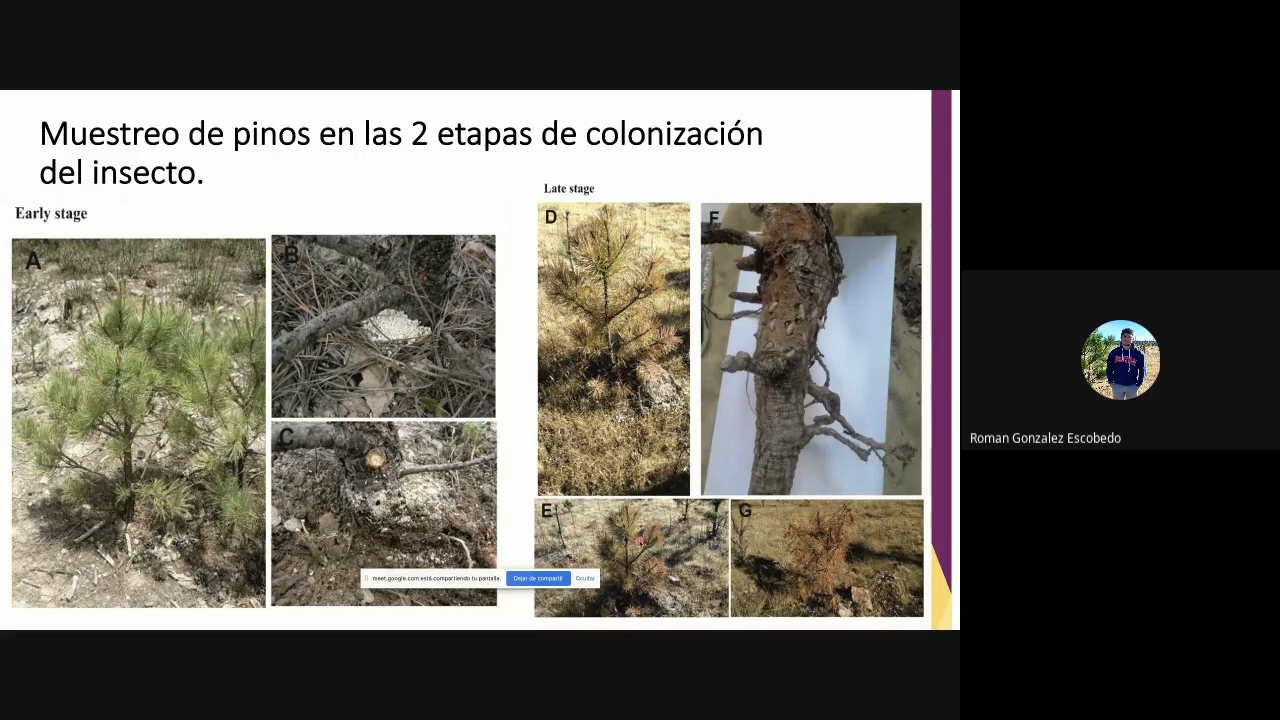 Muestreo de pinos en las 2 etapas de colonización
del insecto.
Early stage
Late stage
A
B
C
D
F
E
G
meet.google.com está compartiendo tu pantalla.
Dejar de compartir
Ocultar
Roman Gonzalez Escobedo